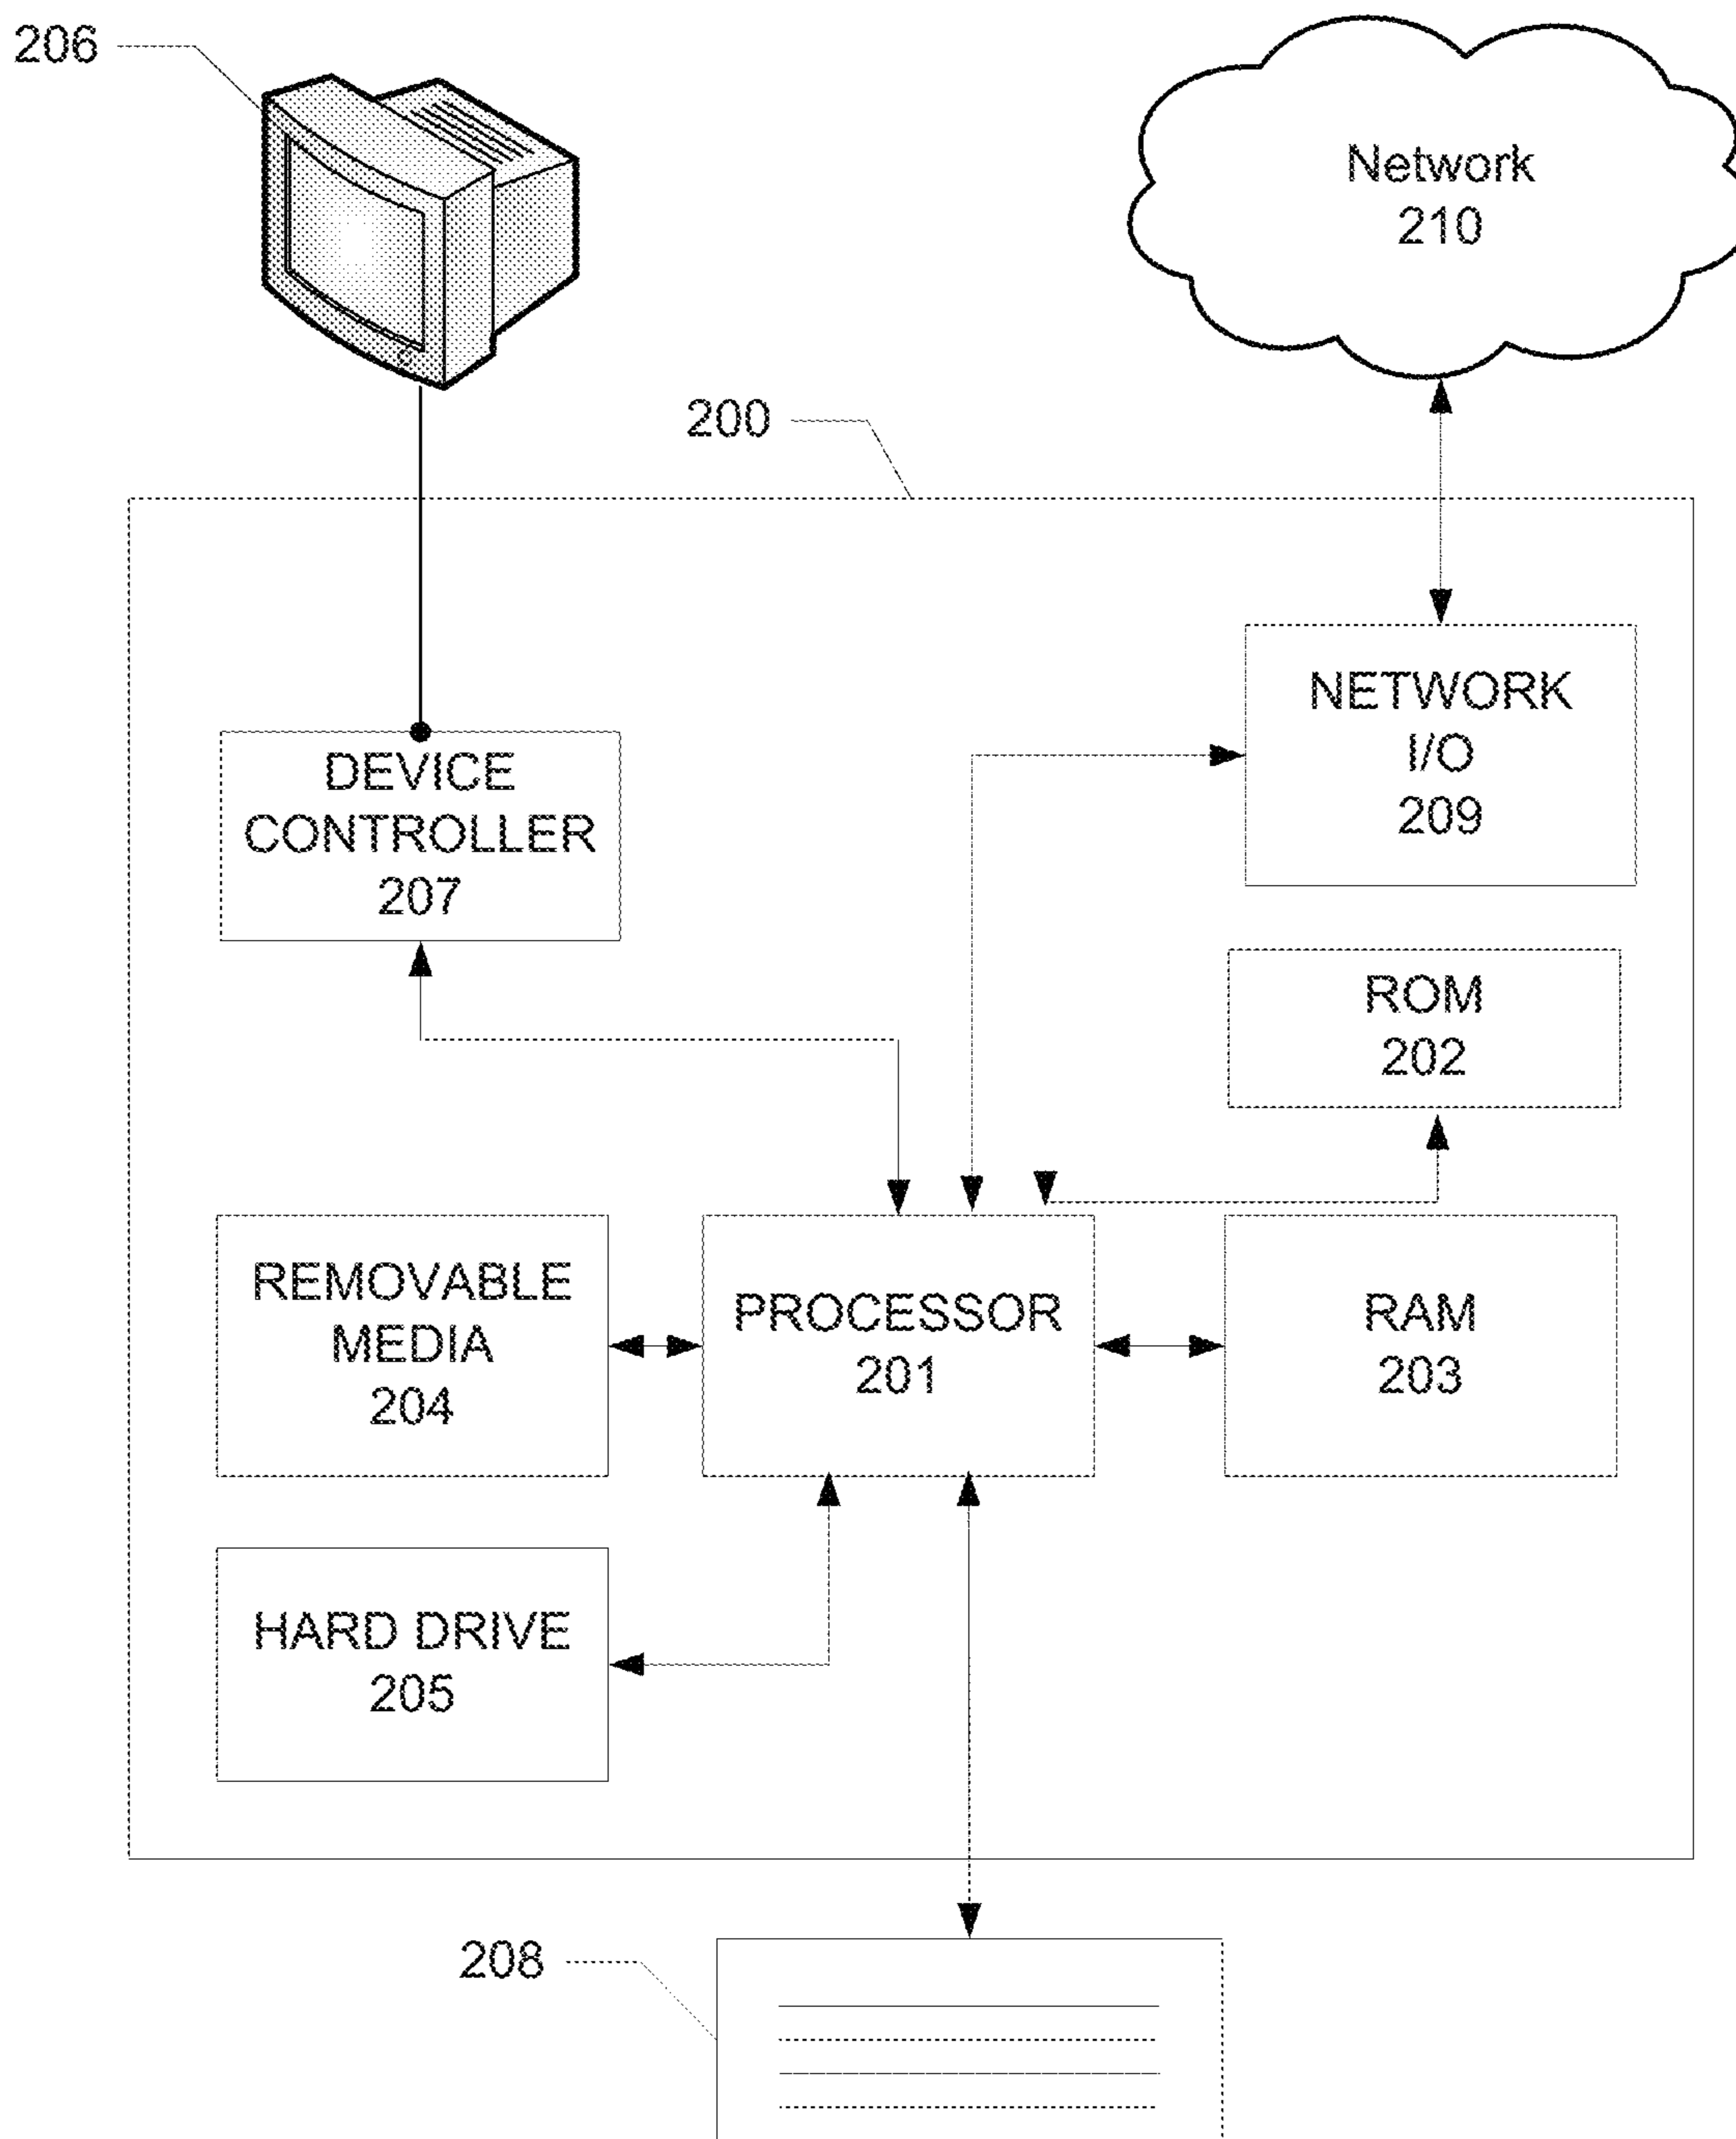 206
Network
210
200
NETWORK
I/O
209
DEVICE
CONTROLLER
207
ROM
202
REMOVABLE
MEDIA
204
PROCESSOR
201
RAM
203
HARD DRIVE
205
208